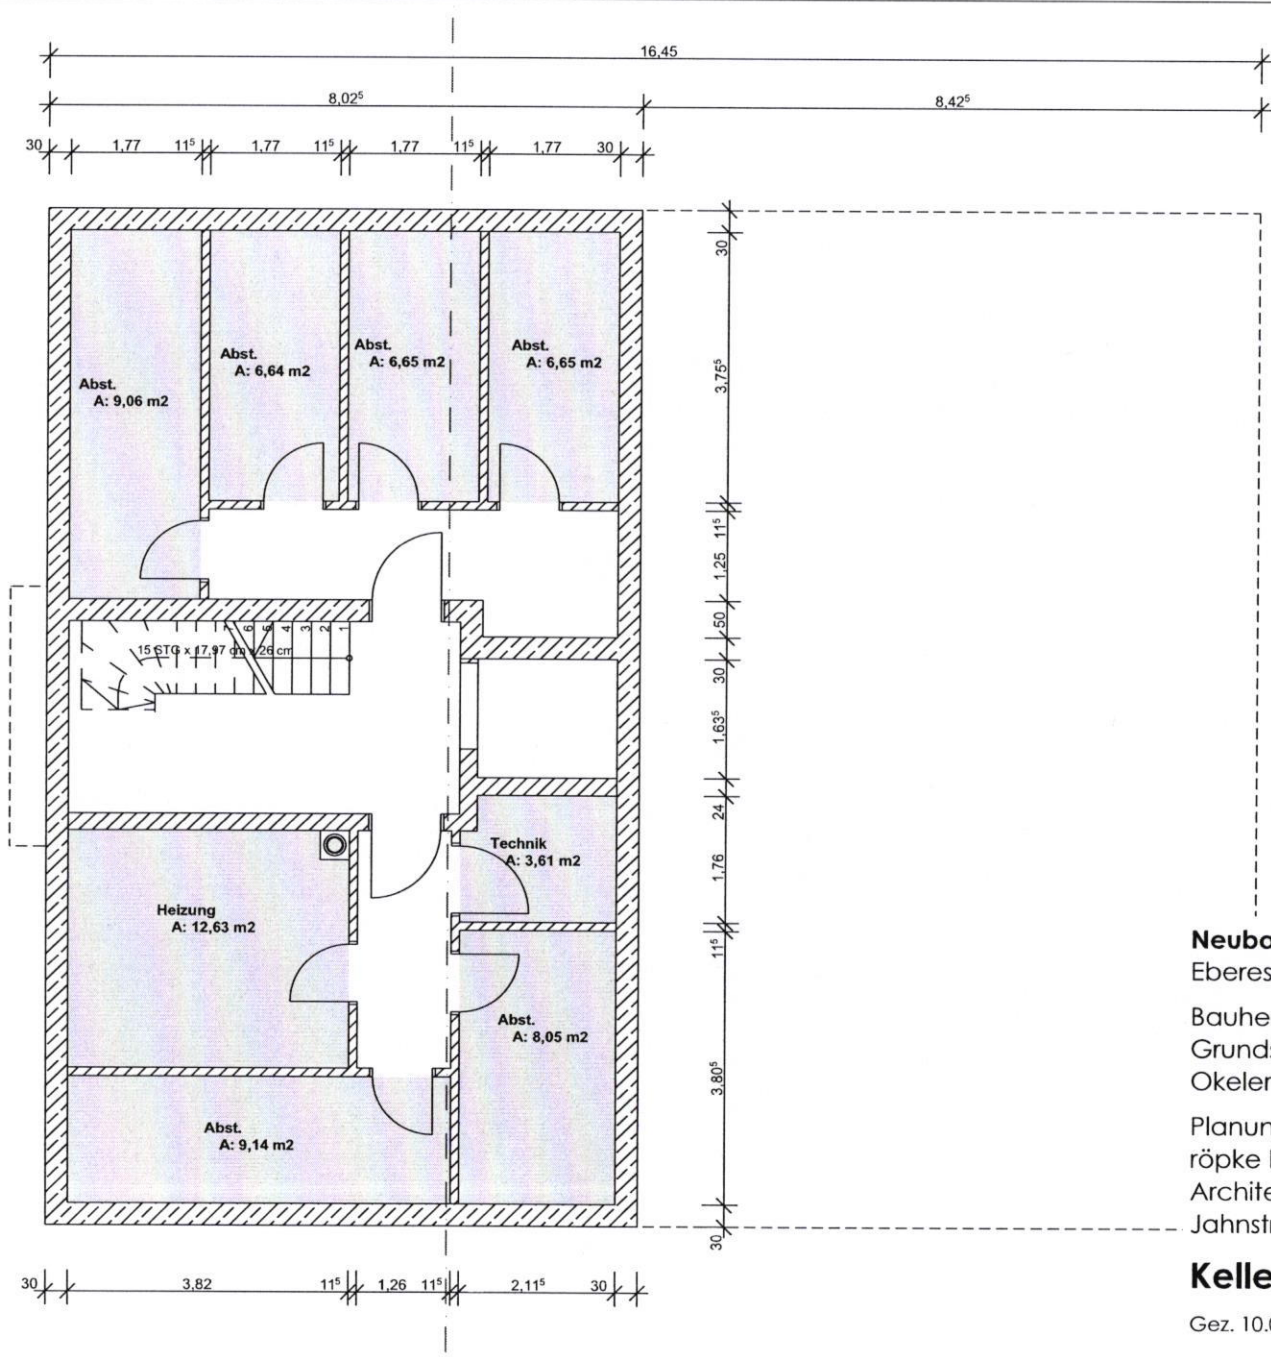 16,45
8,02⁵ 8,42⁵
30 1,77 11⁵ 1,77 11⁵ 1,77 11⁵ 1,77 30
30
3,75⁵
11⁵
1,25
50
30
1,63⁵
24
1,76
11⁵
3,80⁵
30
Abst.
A: 9,06 m2
Abst.
A: 6,64 m2
Abst.
A: 6,65 m2
Abst.
A: 6,65 m2
7 6 5 4 3 2 1
15 STG x 17,97 cm x 26 cm
Technik
A: 3,61 m2
Heizung
A: 12,63 m2
Abst.
A: 8,05 m2
Abst.
A: 9,14 m2
30 3,82 11⁵ 1,26 11⁵ 2,11⁵ 30
Neuba
Eberes
Bauhe
Grunds
Okeler
Planun
röpke
Archite
Jahnst
Kelle
Gez. 10.